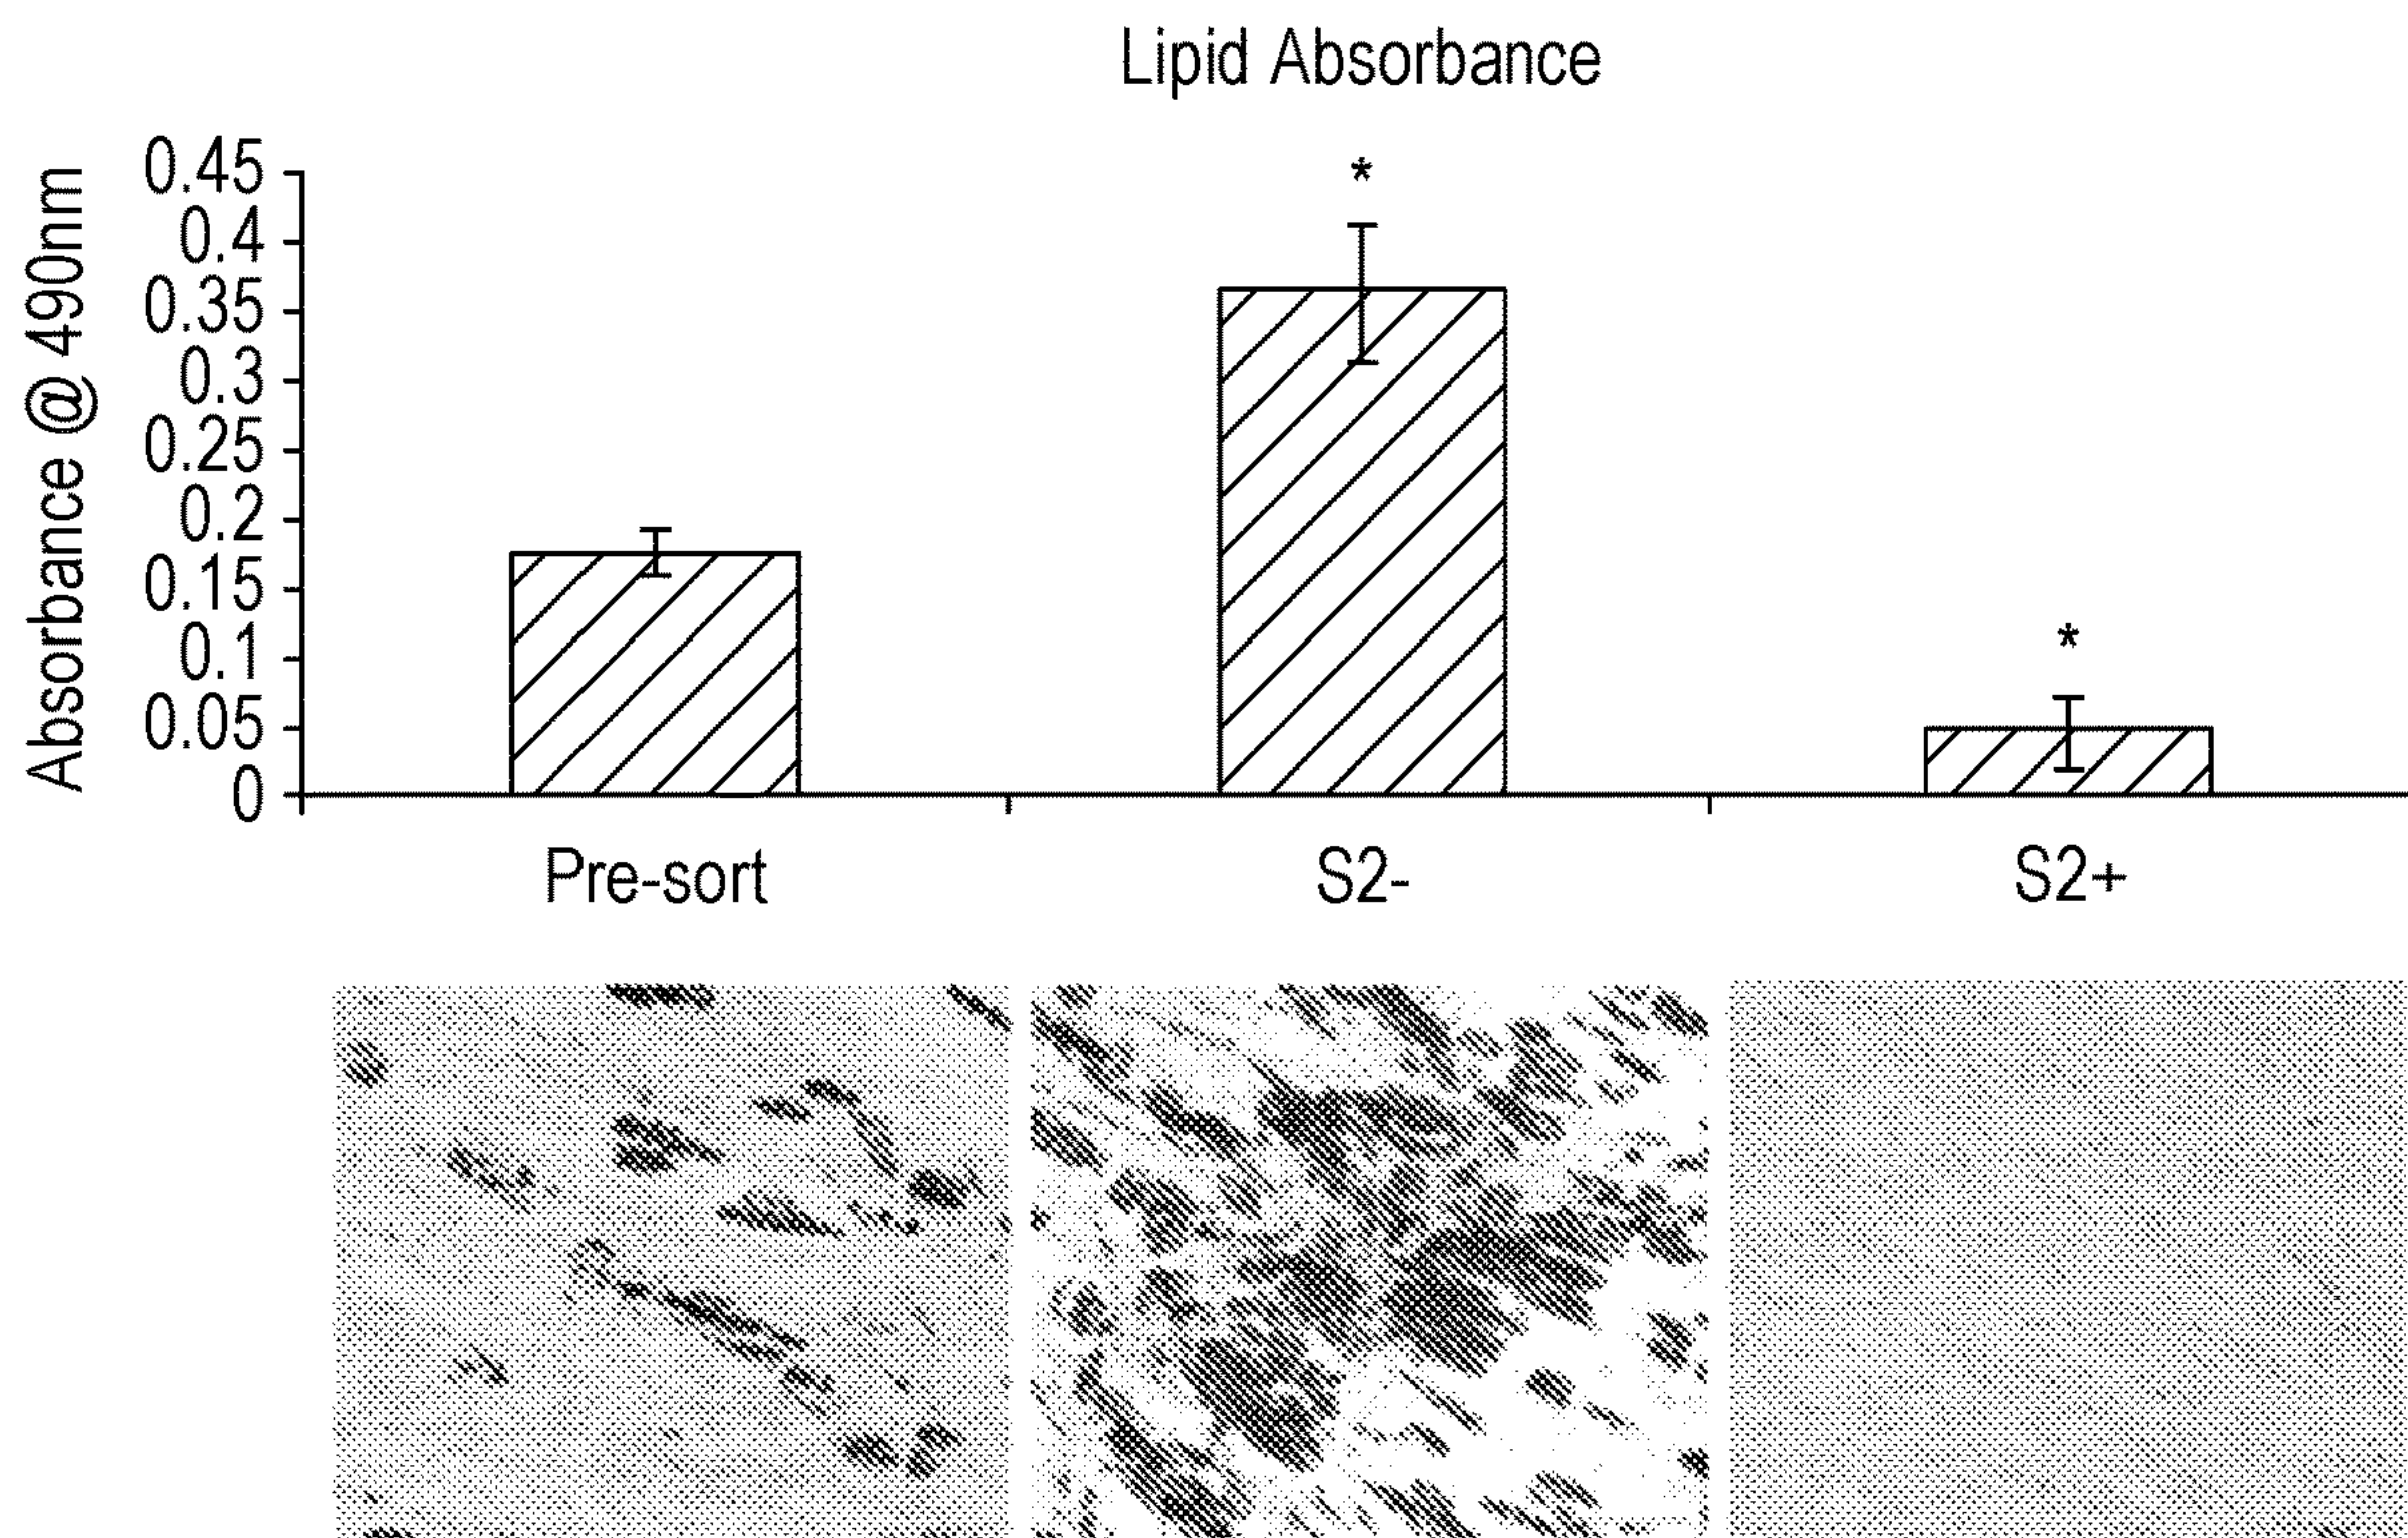 Lipid Absorbance
Absorbance @ 490nm
0.45
0.4
0.35
0.3
0.25
0.2
0.15
0.1
0.05
0
*
*
Pre-sort
S2-
S2+